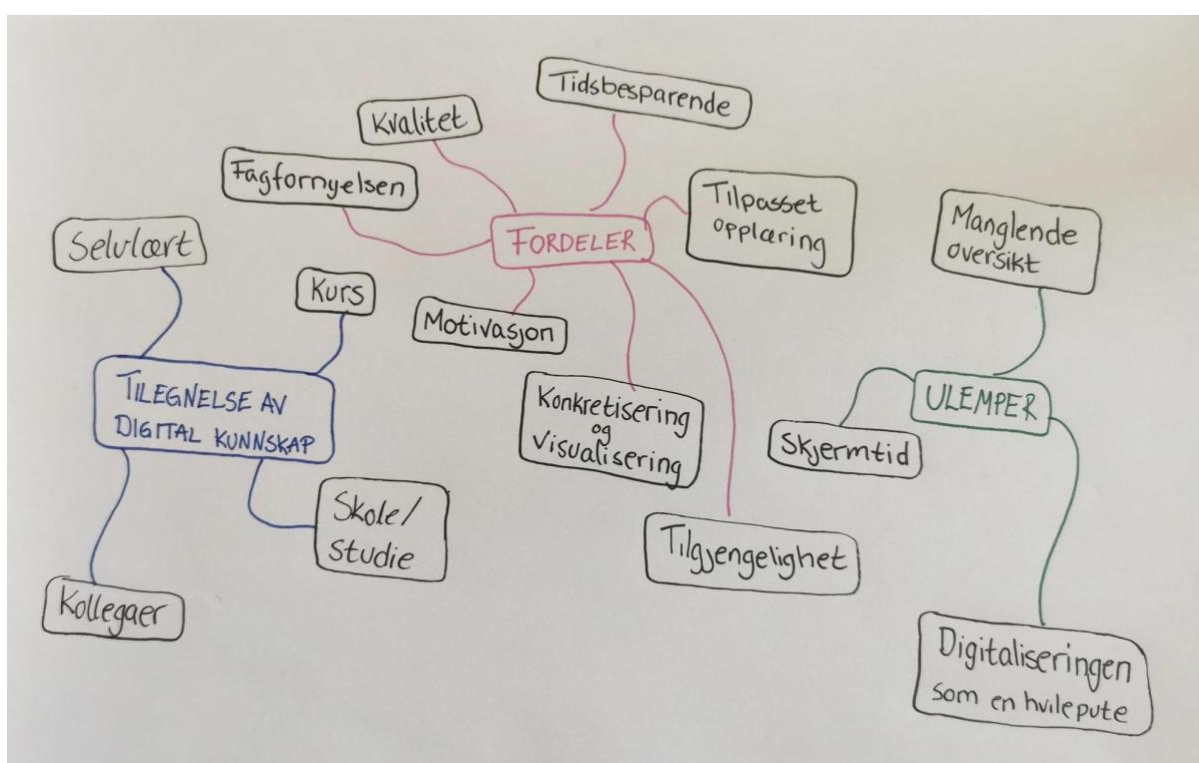 Tidsbesparende
Kvalitet
Fagfornyelsen
FORDELER
Tilpasset
opplæring
Motivasjon
Konkretisering
og
visualisering
Tilgjengelighet
Selvlært
Kurs
TILEGNELSE AV
DIGITAL KUNNSKAP
Skole/
studie
Kollegaer
Manglende
oversikt
ULEMPER
Skjermtid
Digitaliseringen
som en hvilepute